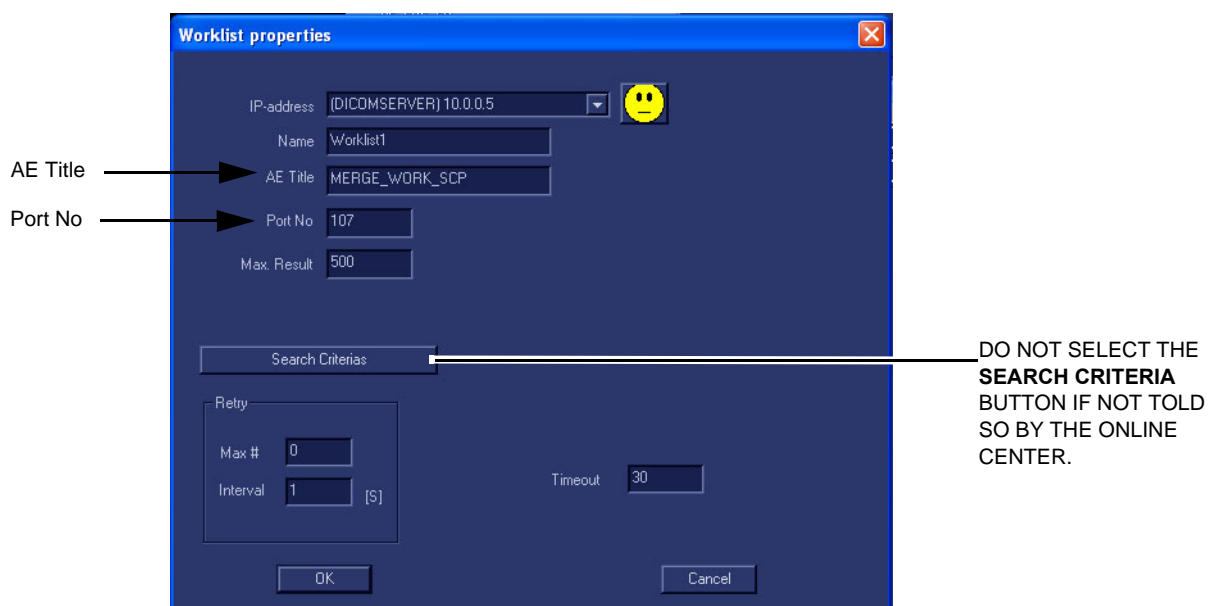 Worklist properties
IP-address (DICOMSERVER) 10.0.0.5
Name Worklist1
AE Title AE Title MERGE_WORK_SCP
Port No Port No 107
Max. Result 500
Search Criterias
DO NOT SELECT THE
SEARCH CRITERIA
BUTTON IF NOT TOLD
SO BY THE ONLINE
CENTER.
Retry
Max # 0
Interval 1 [S]
Timeout 30
OK Cancel